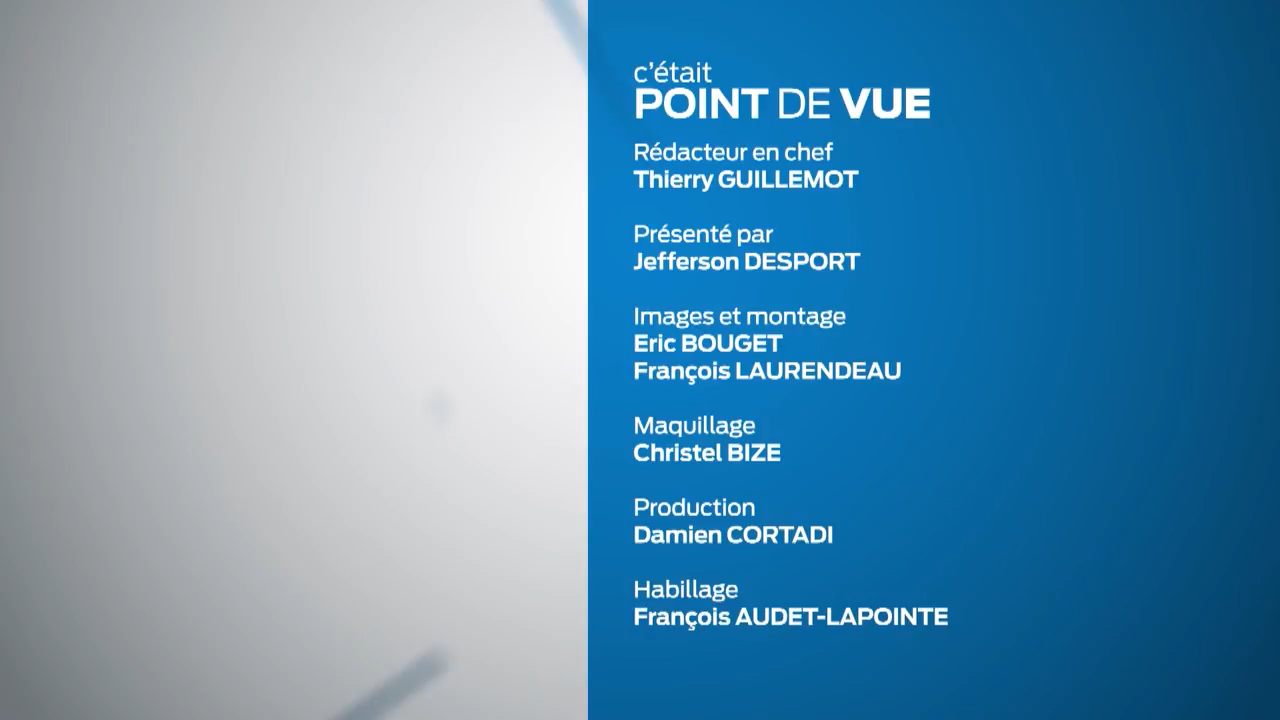 c’était
POINT DE VUE
Rédacteur en chef
Thierry GUILLEMOT
Présenté par
Jefferson DESPORT
Images et montage
Eric BOUGET
François LAURENDEAU
Maquillage
Christel BIZE
Production
Damien CORTADI
Habillage
François AUDET-LAPOINTE